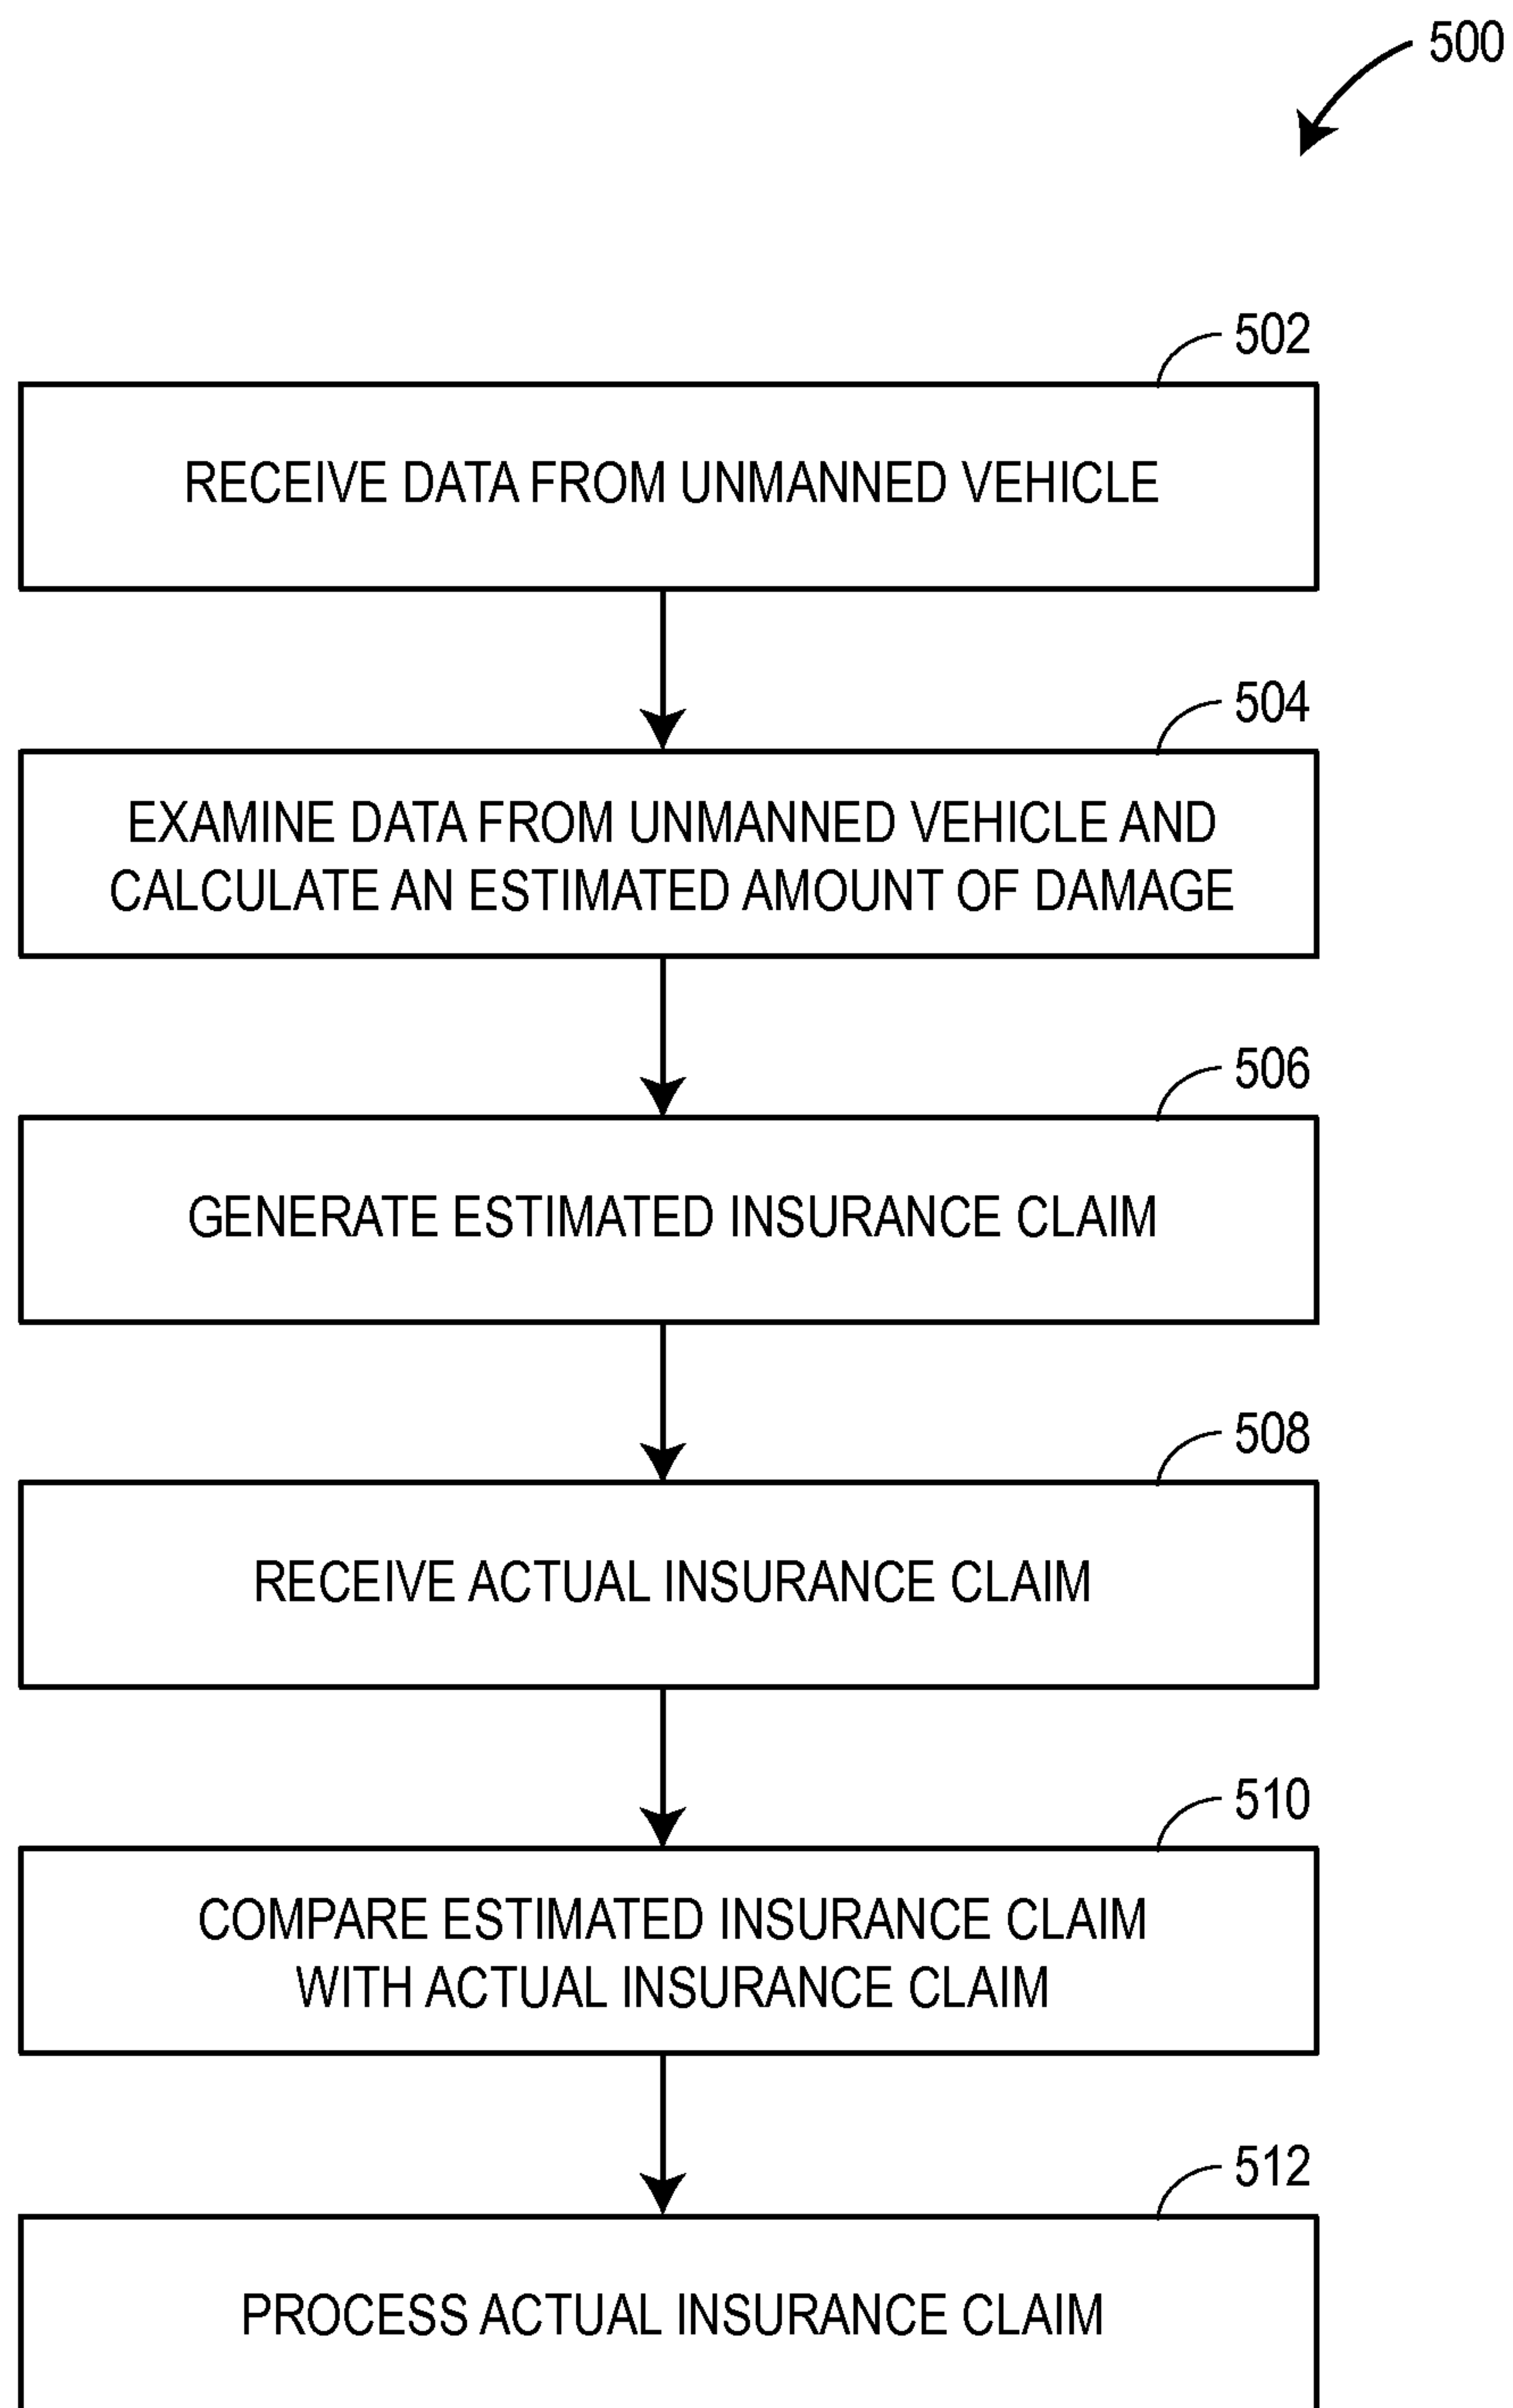 500
502
RECEIVE DATA FROM UNMANNED VEHICLE
504
EXAMINE DATA FROM UNMANNED VEHICLE AND
CALCULATE AN ESTIMATED AMOUNT OF DAMAGE
506
GENERATE ESTIMATED INSURANCE CLAIM
508
RECEIVE ACTUAL INSURANCE CLAIM
510
COMPARE ESTIMATED INSURANCE CLAIM
WITH ACTUAL INSURANCE CLAIM
512
PROCESS ACTUAL INSURANCE CLAIM